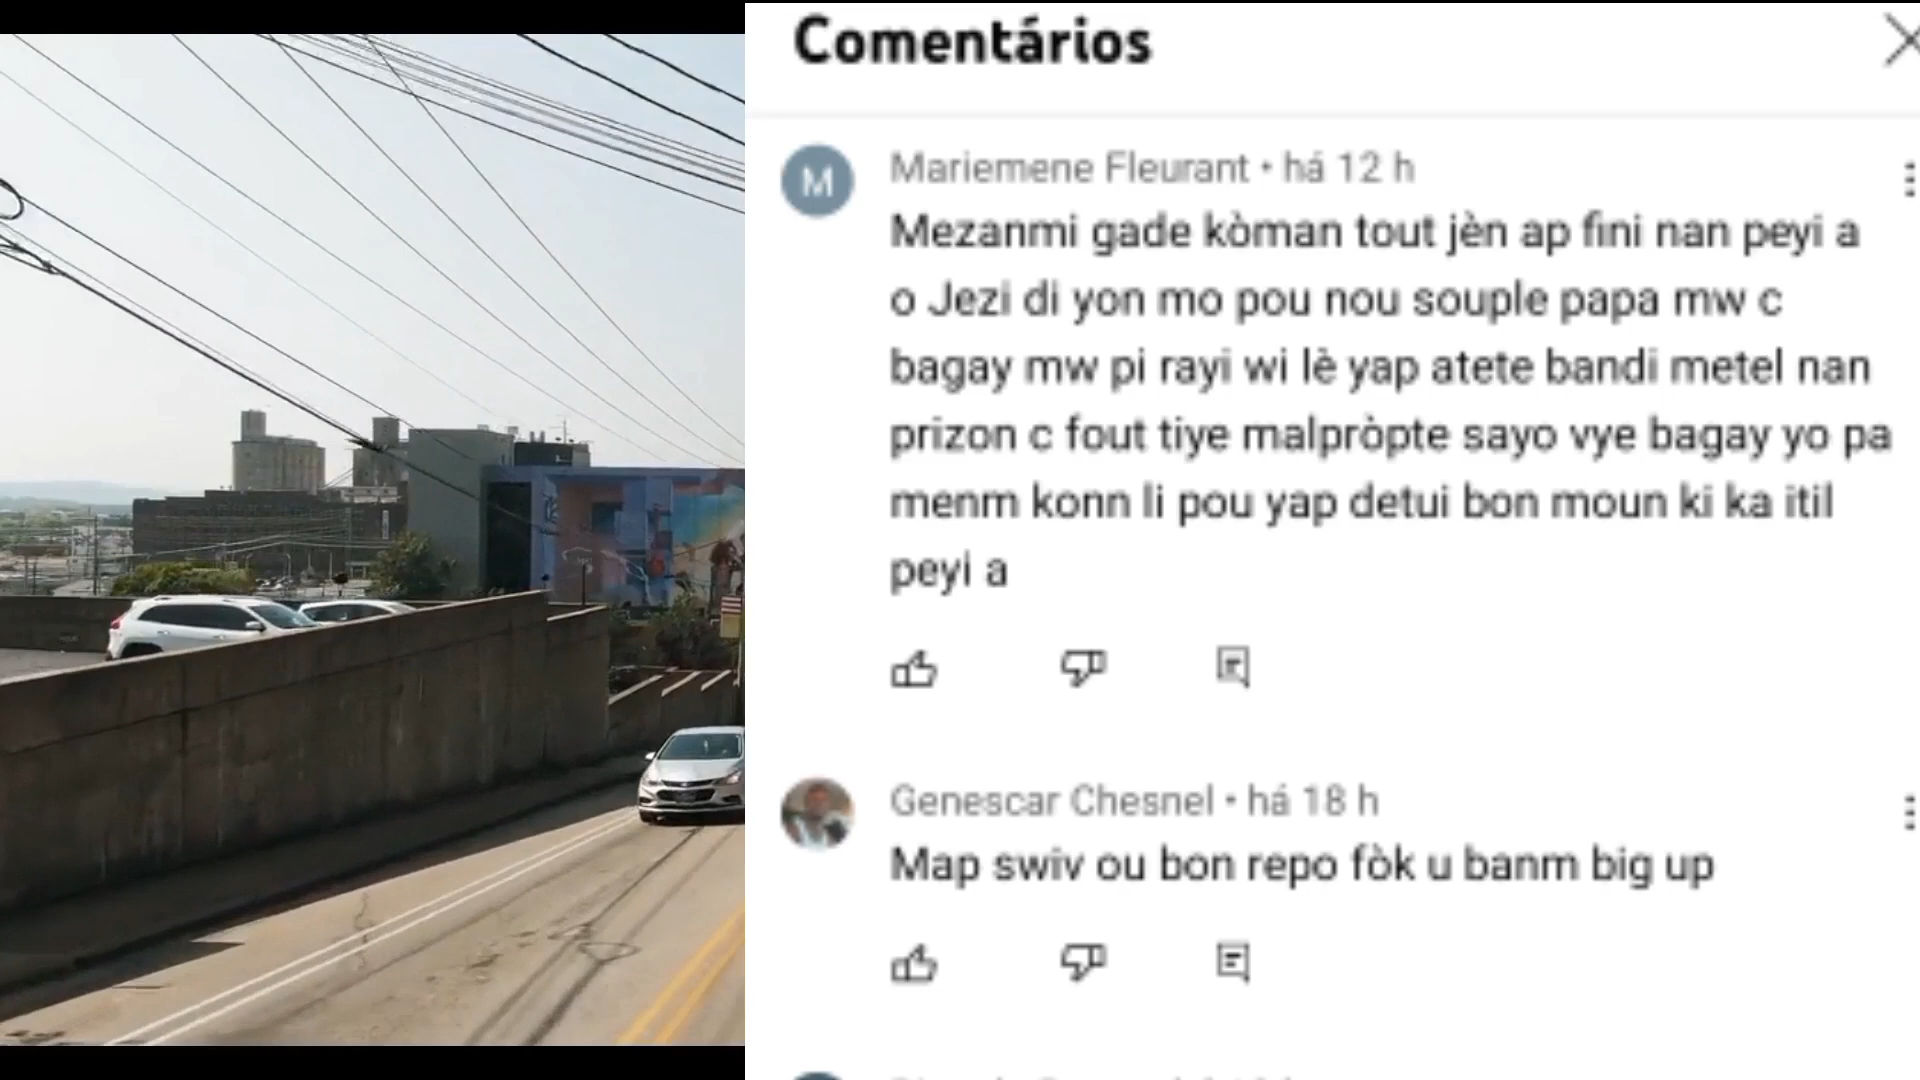 Comentários
M
Mariemene Fleurant • há 12 h
Mezanmi gade kòman tout jèn ap fini nan peyi a
o Jezi di yon mo pou nou souple papa mw c
bagay mw pi rayi wi lè yap atete bandi metel nan
prizon c fout tiye malpròpte sayo vye bagay yo pa
menm konn li pou yap detui bon moun ki ka itil
peyi a
Genescar Chesnel • há 18 h
Map swiv ou bon repo fòk u banm big up